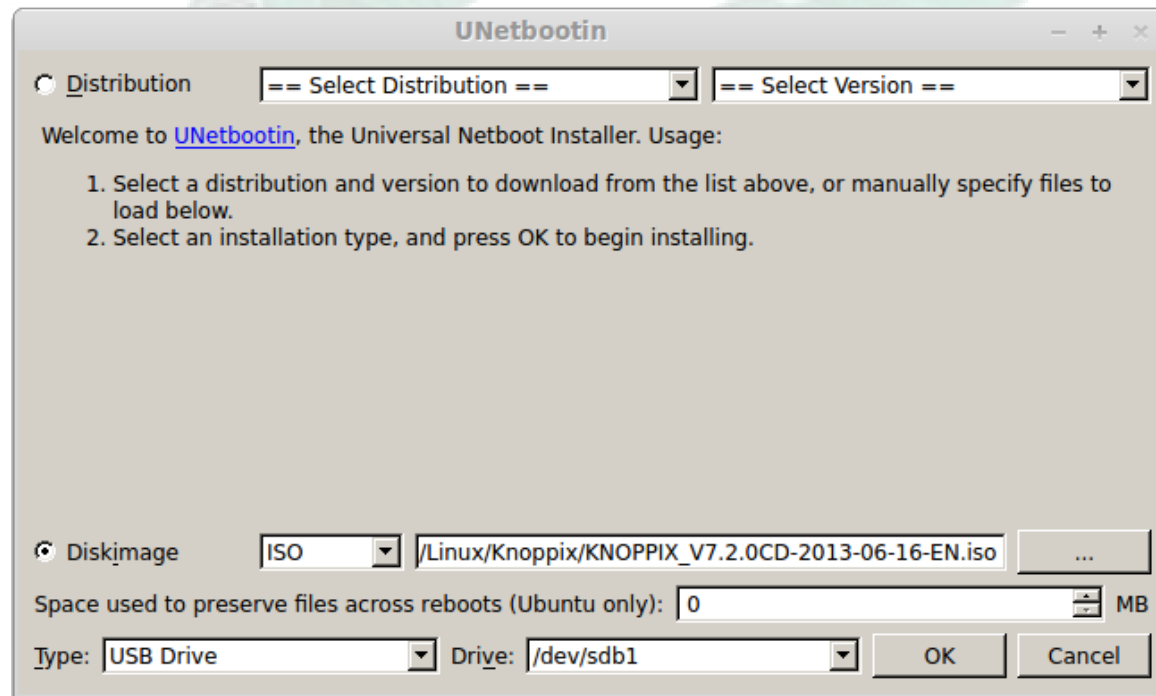 UNetbootin
Distribution == Select Distribution == == Select Version ==
Welcome to UNetbootin, the Universal Netboot Installer. Usage:
1. Select a distribution and version to download from the list above, or manually specify files to
load below.
2. Select an installation type, and press OK to begin installing.
Diskimage ISO /Linux/Knoppix/KNOPPIX_V7.2.0CD-2013-06-16-EN.iso ...
Space used to preserve files across reboots (Ubuntu only): 0 MB
Type: USB Drive Drive: /dev/sdb1 OK Cancel